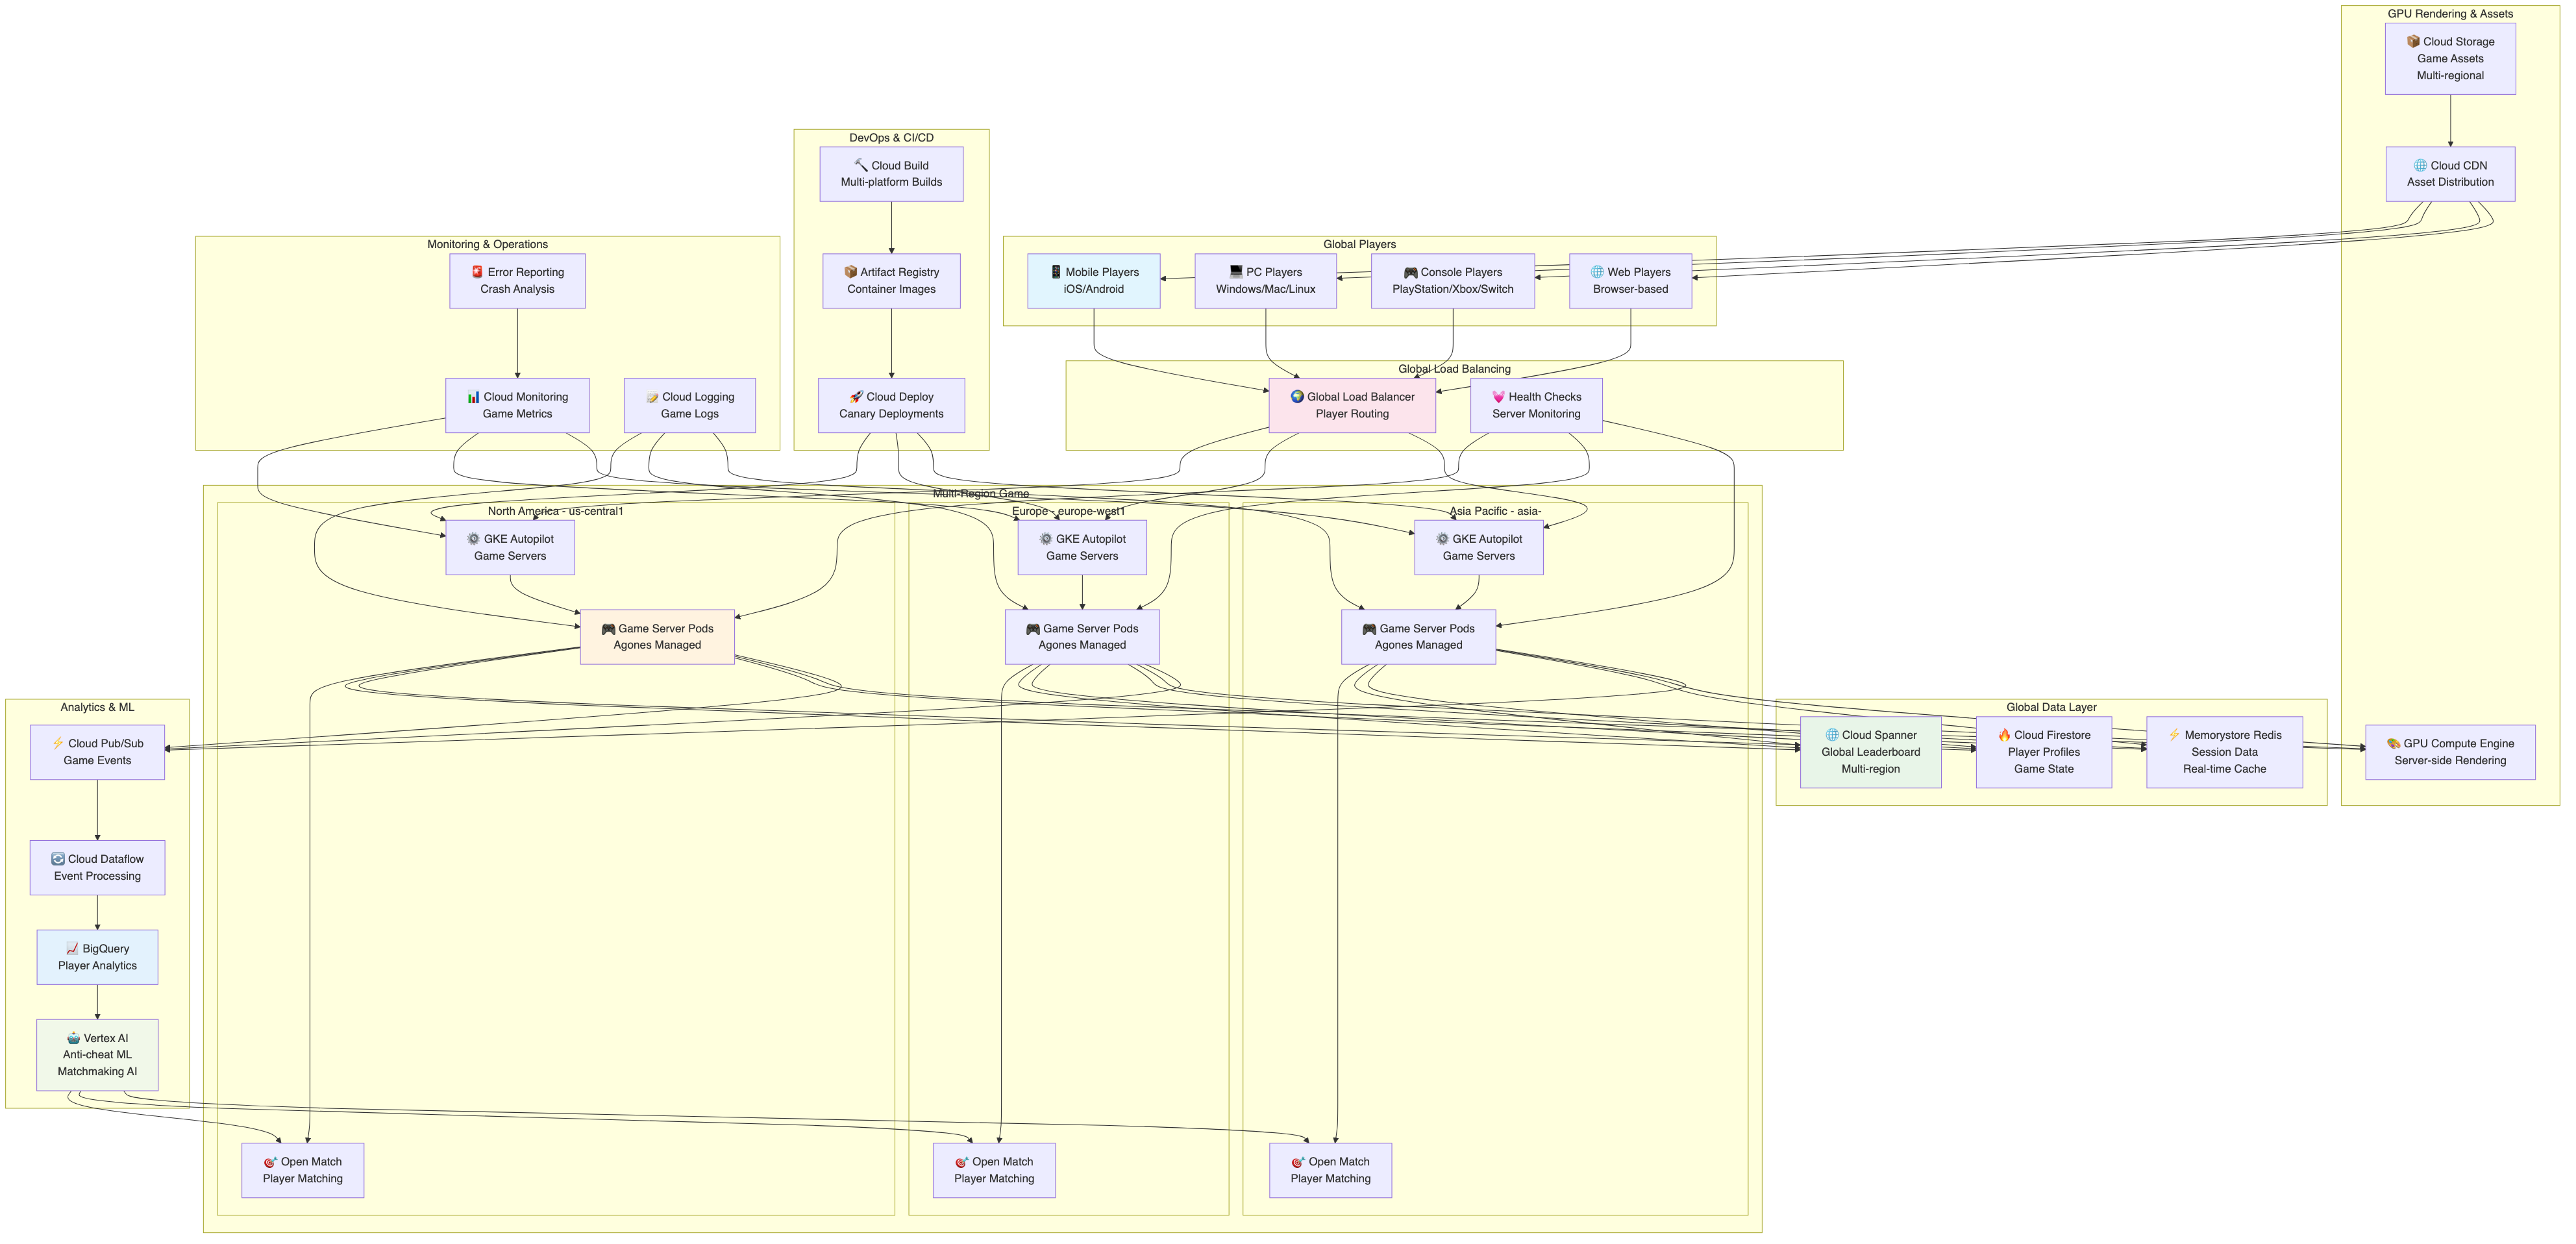 GPU Rendering & Assets
📦 Cloud Storage
Game Assets
Multi-regional
🌐 Cloud CDN
Asset Distribution
DevOps & CI/CD
🔨 Cloud Build
Multi-platform Builds
📦 Artifact Registry
Container Images
🚀 Cloud Deploy
Canary Deployments
Monitoring & Operations
🚨 Error Reporting
Crash Analysis
📊 Cloud Monitoring
Game Metrics
📝 Cloud Logging
Game Logs
Global Players
📱 Mobile Players
iOS/Android
💻 PC Players
Windows/Mac/Linux
🎮 Console Players
PlayStation/Xbox/Switch
🌐 Web Players
Browser-based
Global Load Balancing
🌍 Global Load Balancer
Player Routing
💓 Health Checks
Server Monitoring
Multi-Region Game
North America - us-central1
⚙️ GKE Autopilot
Game Servers
🎮 Game Server Pods
Agones Managed
🎯 Open Match
Player Matching
Europe - europe-west1
⚙️ GKE Autopilot
Game Servers
🎮 Game Server Pods
Agones Managed
🎯 Open Match
Player Matching
Asia Pacific - asia-
⚙️ GKE Autopilot
Game Servers
🎮 Game Server Pods
Agones Managed
🎯 Open Match
Player Matching
Analytics & ML
⚡ Cloud Pub/Sub
Game Events
🔄 Cloud Dataflow
Event Processing
📈 BigQuery
Player Analytics
🤖 Vertex AI
Anti-cheat ML
Matchmaking AI
Global Data Layer
🌐 Cloud Spanner
Global Leaderboard
Multi-region
🔥 Cloud Firestore
Player Profiles
Game State
⚡ Memorystore Redis
Session Data
Real-time Cache
🎨 GPU Compute Engine
Server-side Rendering